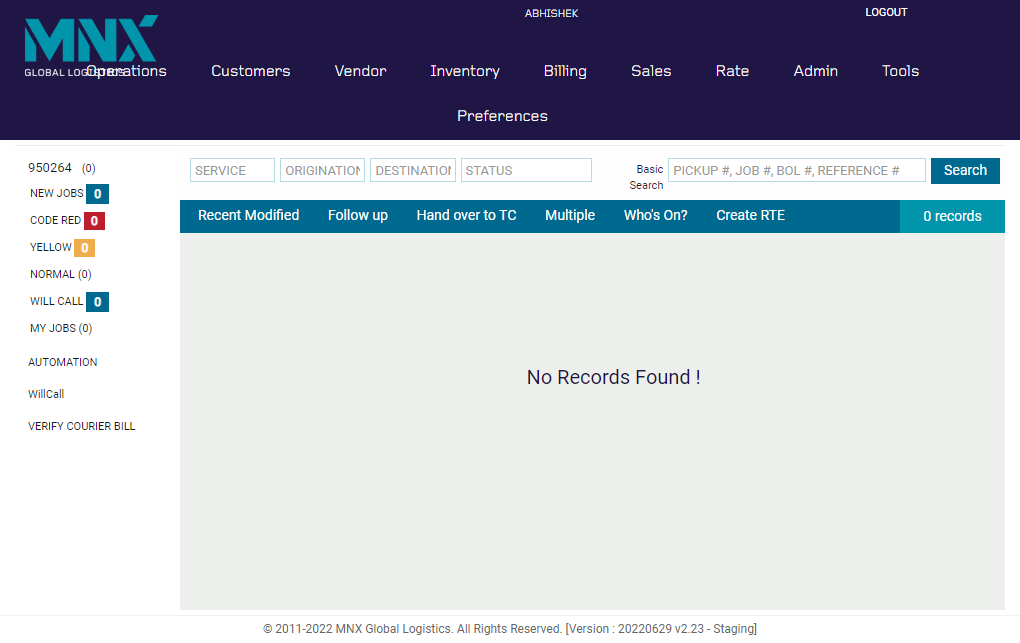 ABHISHEK
LOGOUT
MNX
GLOBAL LOGISTICS
Operations Customers Vendor Inventory Billing Sales Rate Admin Tools
Preferences
950264 (0)
NEW JOBS 0
CODE RED 0
YELLOW 0
NORMAL (0)
WILL CALL 0
MY JOBS (0)
AUTOMATION
WillCall
VERIFY COURIER BILL
SERVICE ORIGINATION DESTINATION STATUS
Basic
Search
PICKUP #, JOB #, BOL #, REFERENCE #
Search
Recent Modified Follow up Hand over to TC Multiple Who's On? Create RTE 0 records
No Records Found !
© 2011-2022 MNX Global Logistics. All Rights Reserved. [Version : 20220629 v2.23 - Staging]